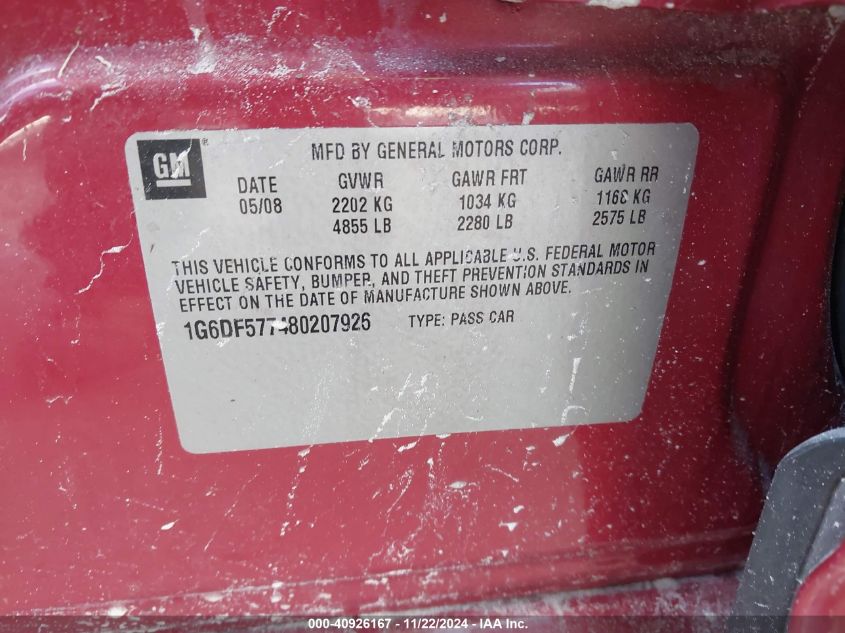 GM ®
MFD BY GENERAL MOTORS CORP.
DATE GVWR GAWR FRT GAWR RR
05/08 2202 KG 1034 KG 1168 KG
4855 LB 2280 LB 2575 LB
THIS VEHICLE CONFORMS TO ALL APPLICABLE U.S. FEDERAL MOTOR
VEHICLE SAFETY, BUMPER, AND THEFT PREVENTION STANDARDS IN
EFFECT ON THE DATE OF MANUFACTURE SHOWN ABOVE.
1G6DF577480207926 TYPE: PASS CAR
000-40926167 - 11/22/2024 - IAA Inc.